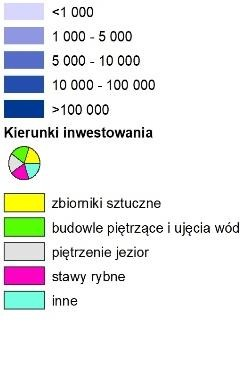 <1 000
1 000 - 5 000
5 000 - 10 000
10 000 - 100 000
>100 000
Kierunki inwestowania
zbiorniki sztuczne
budowle piętrzące i ujęcia wód
piętrzenie jezior
stawy rybne
inne